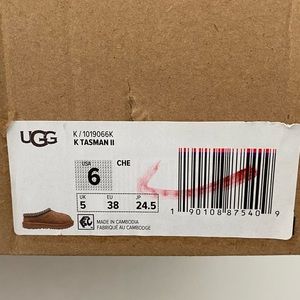 UGG
K / 1019066K
K TASMAN II
USA
6
CHE
UK
5
EU
38
JP
24.5
MADE IN CAMBODIA
FABRIQUÉ AU CAMBODGE
1 90108 87540 9